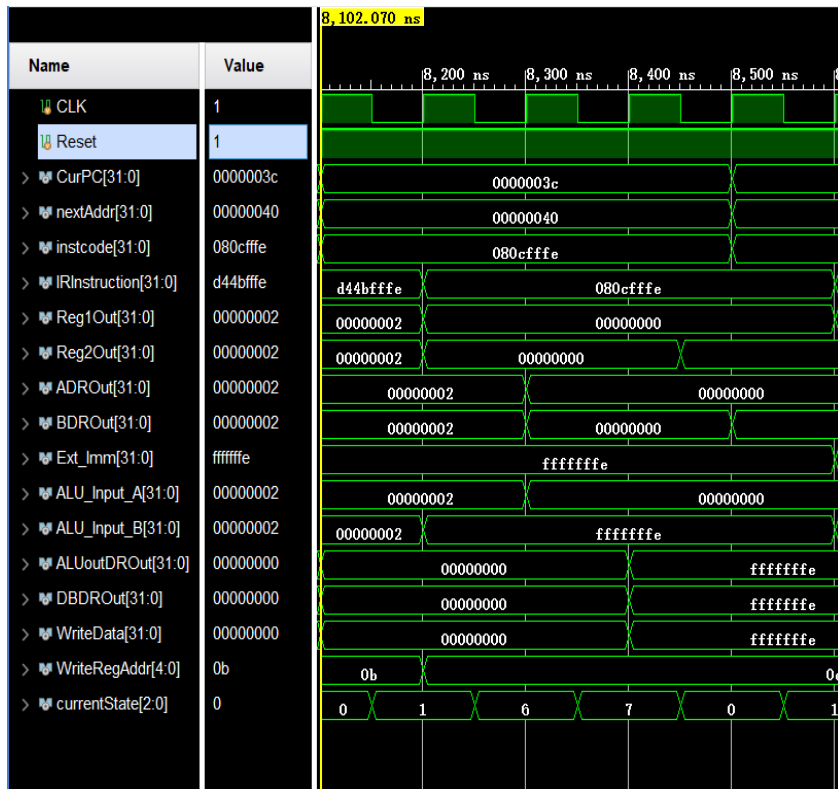 8,102.070 ns
Name Value
8,200 ns 8,300 ns 8,400 ns 8,500 ns
CLK 1
Reset 1
CurPC[31:0] 0000003c 0000003c
nextAddr[31:0] 00000040 00000040
instcode[31:0] 080cfffe 080cfffe
IRInstruction[31:0] d44bfffe d44bfffe 080cfffe
Reg1Out[31:0] 00000002 00000002 00000000
Reg2Out[31:0] 00000002 00000002 00000000
ADROut[31:0] 00000002 00000002 00000000
BDROut[31:0] 00000002 00000002 00000000
Ext_Imm[31:0] fffffffe fffffffe
ALU_Input_A[31:0] 00000002 00000002 00000000
ALU_Input_B[31:0] 00000002 00000002 fffffffe
ALUoutDROut[31:0] 00000000 00000000 fffffffe
DBDROut[31:0] 00000000 00000000 fffffffe
WriteData[31:0] 00000000 00000000 fffffffe
WriteRegAddr[4:0] 0b 0b
currentState[2:0] 0 0 1 6 7 0 1